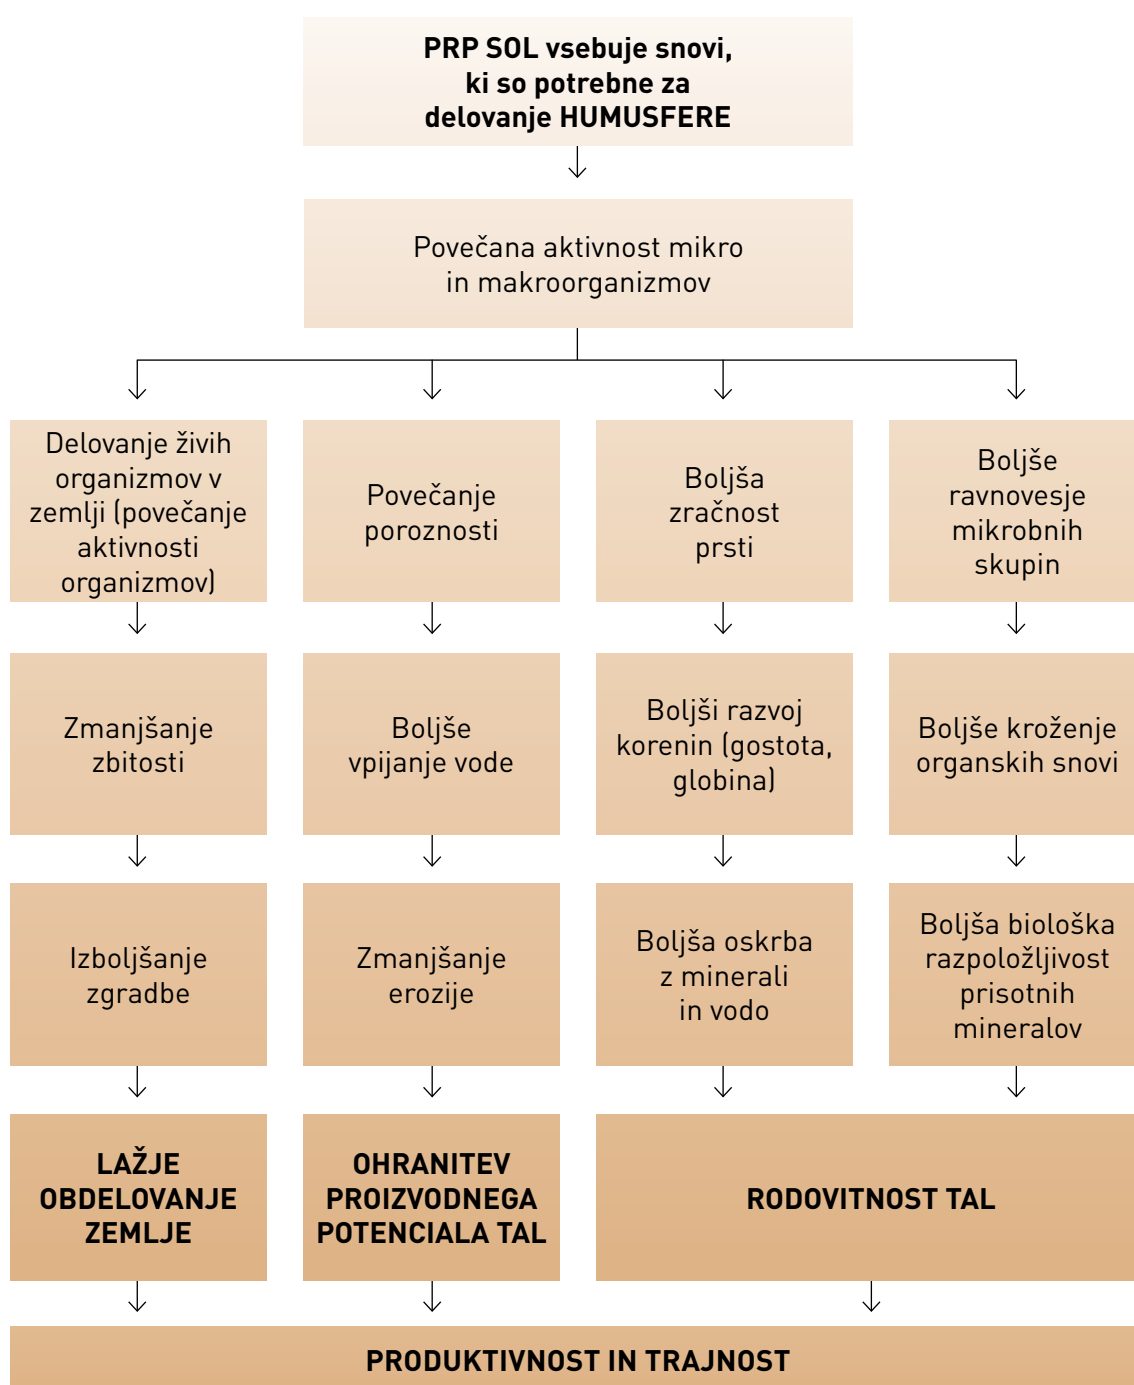 PRP SOL vsebuje snovi,
ki so potrebne za
delovanje HUMUSFERE
Povečana aktivnost mikro
in makroorganizmov
Delovanje živih
organizmov v
zemlji (povečanje
aktivnosti
organizmov)
Povečanje
poroznosti
Boljša
zračnost
prsti
Boljše
ravnovesje
mikrobnih
skupin
Zmanjšanje
zbitosti
Boljše
vpijanje vode
Boljši razvoj
korenin (gostota,
globina)
Boljše kroženje
organskih snovi
Izboljšanje
zgradbe
Zmanjšanje
erozije
Boljša oskrba
z minerali
in vodo
Boljša biološka
razpoložljivost
prisotnih
mineralov
LAŽJE
OBDELOVANJE
ZEMLJE
OHRANITEV
PROIZVODNEGA
POTENCIALA TAL
RODOVITNOST TAL
PRODUKTIVNOST IN TRAJNOST